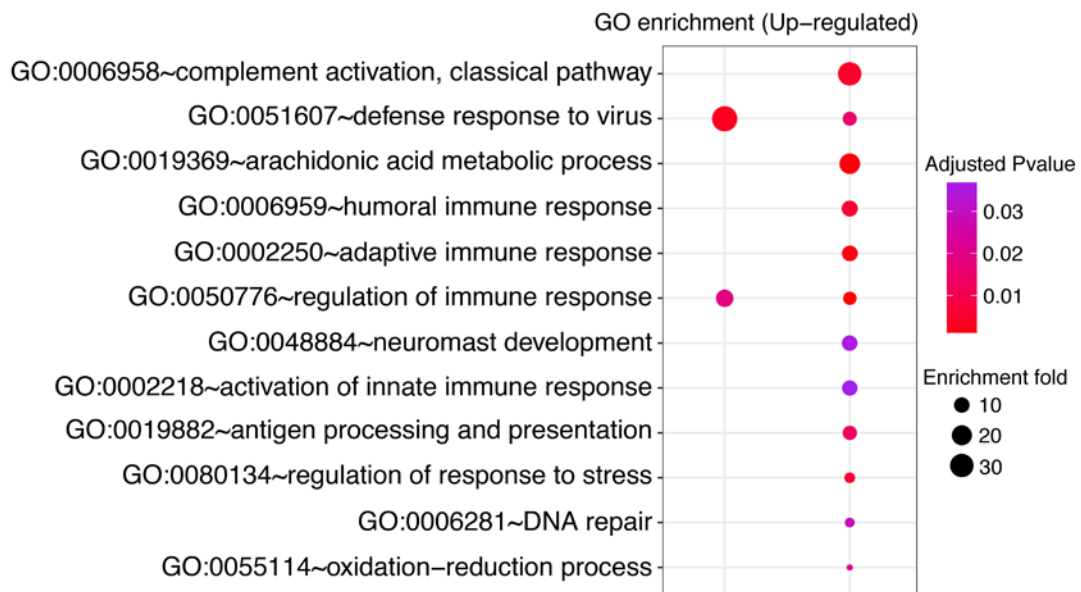 GO enrichment (Up−regulated)
GO:0006958~complement activation, classical pathway
GO:0051607~defense response to virus
GO:0019369~arachidonic acid metabolic process
GO:0006959~humoral immune response
GO:0002250~adaptive immune response
GO:0050776~regulation of immune response
GO:0048884~neuromast development
GO:0002218~activation of innate immune response
GO:0019882~antigen processing and presentation
GO:0080134~regulation of response to stress
GO:0006281~DNA repair
GO:0055114~oxidation−reduction process
Adjusted Pvalue
0.03
0.02
0.01
Enrichment fold
10
20
30